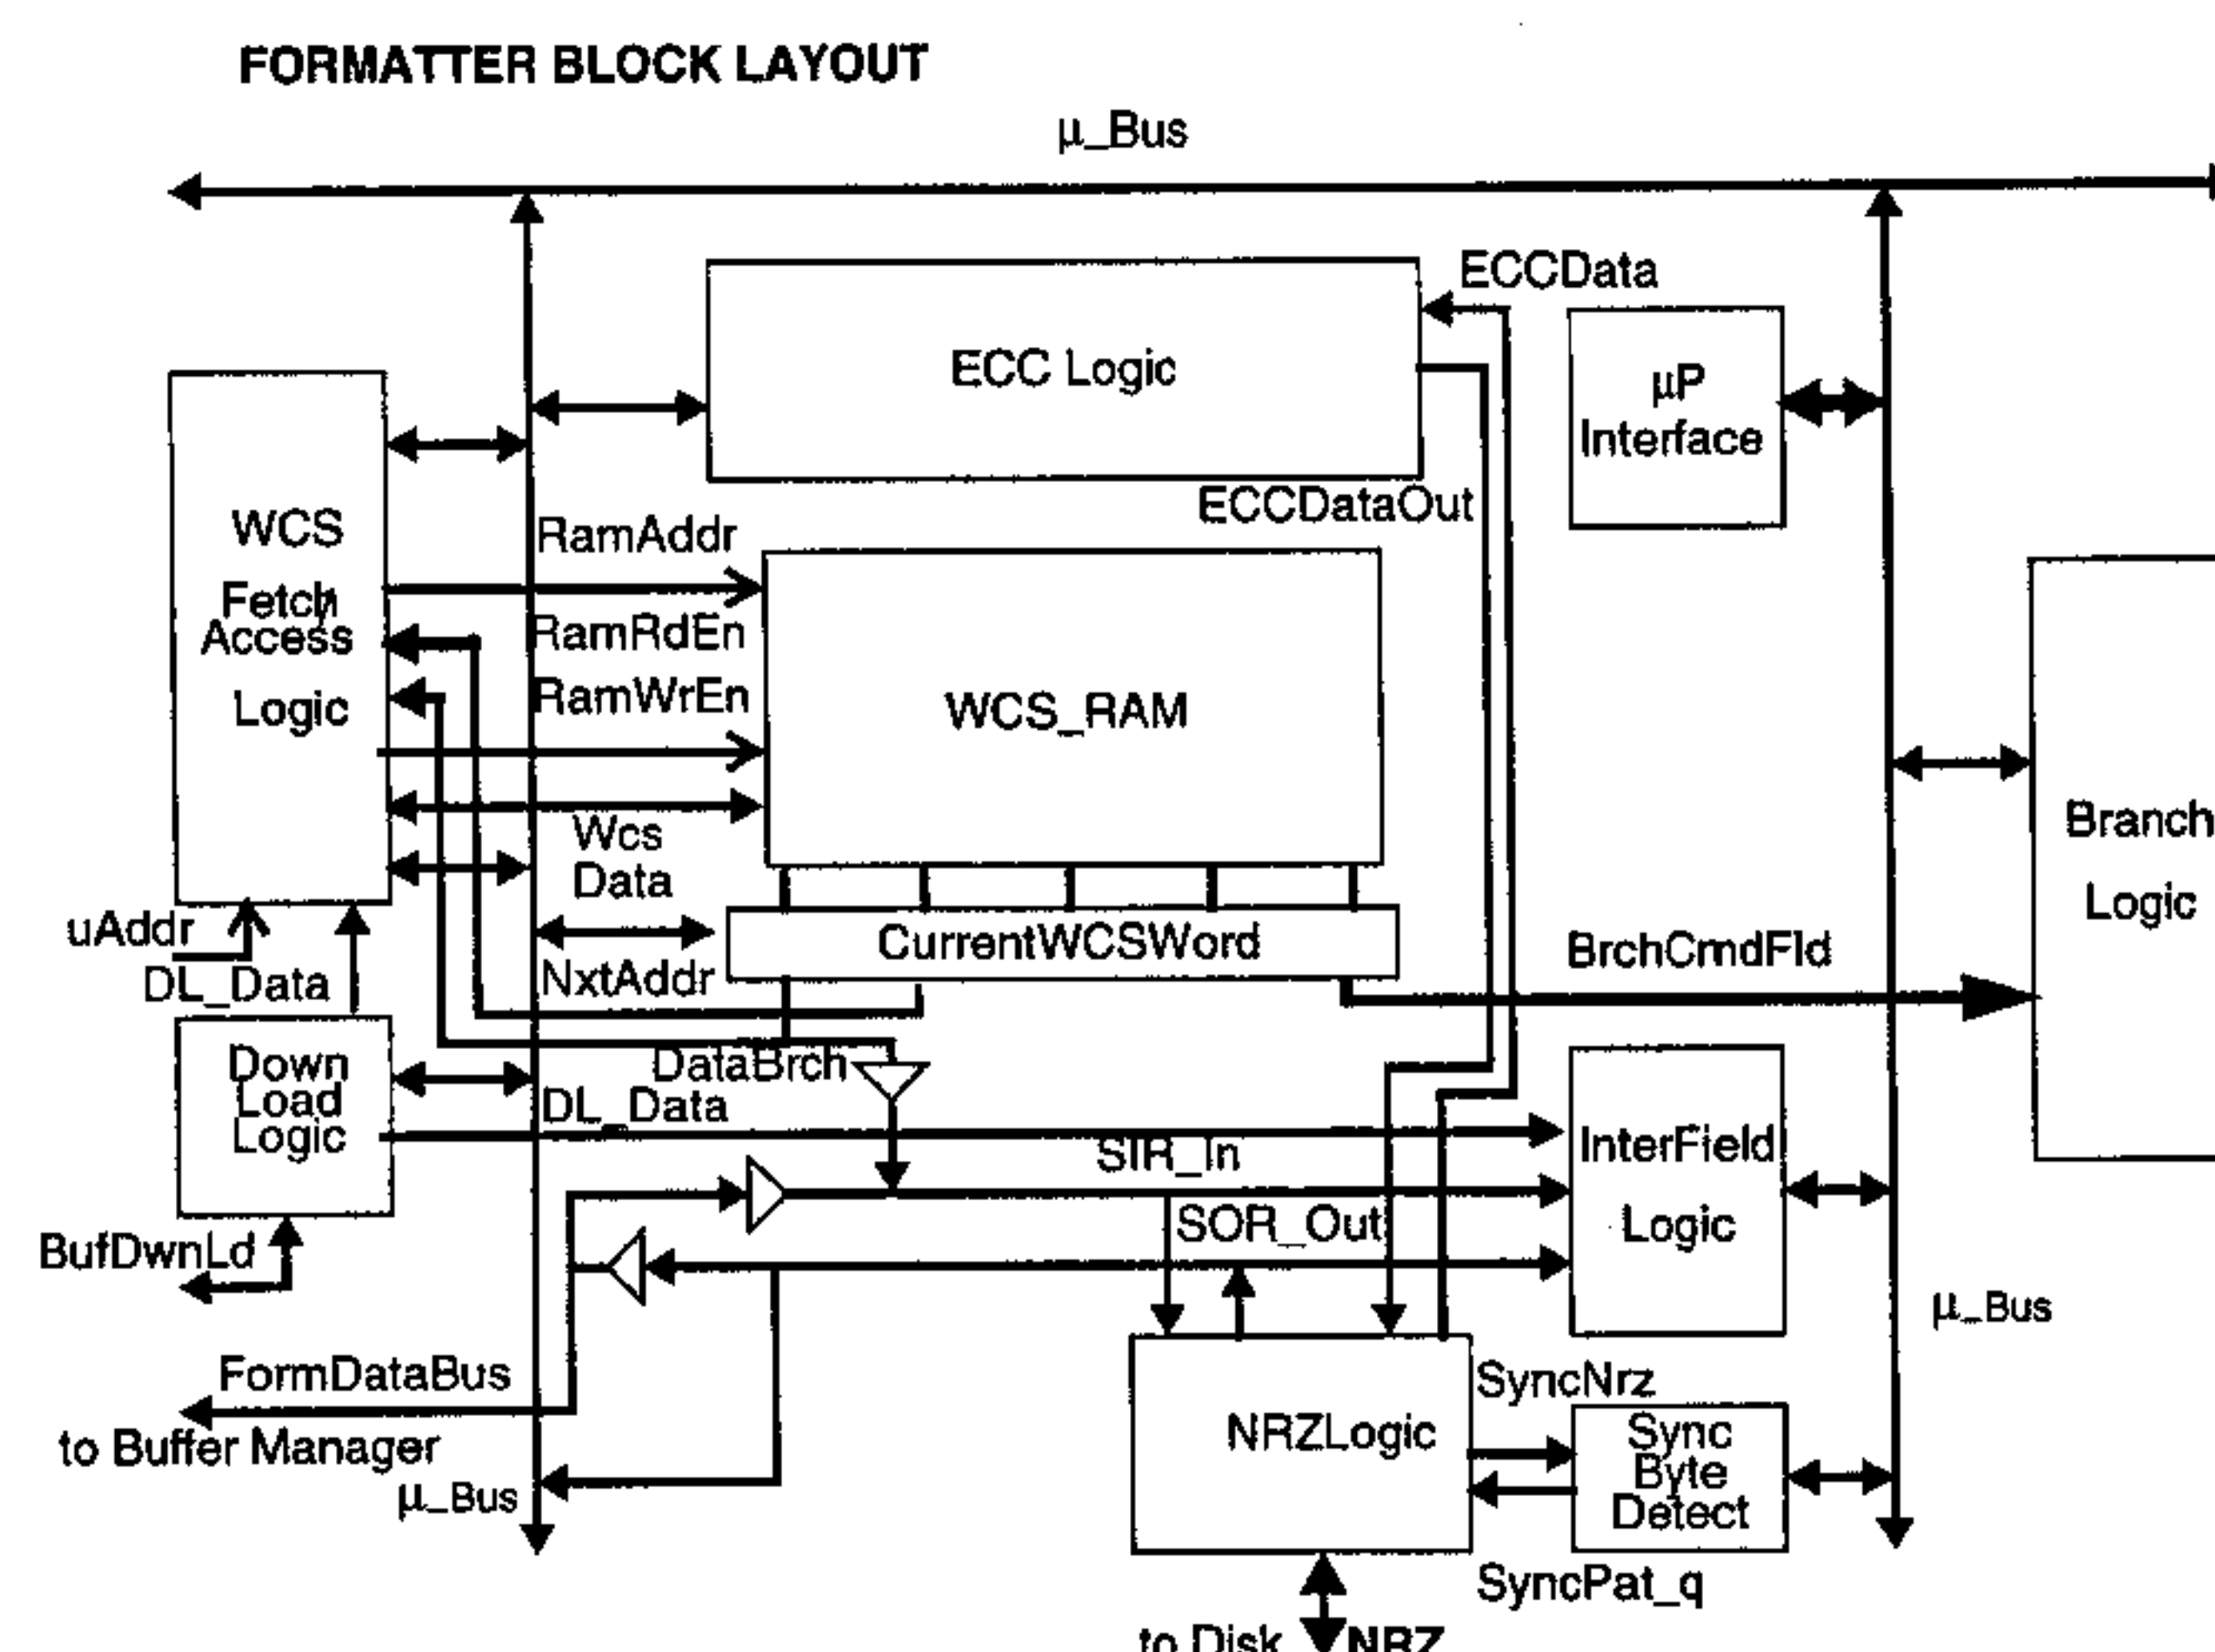 FORMATTER BLOCK LAYOUT
µ_Bus
ECCData
ECC Logic
µP
Interface
WCS
Fetch
Access
Logic
ECCDataOut
RamAddr
RamRdEn
RamWrEn
WCS_RAM
Wcs
Data
Branch
Logic
uAddr
DL_Data
NxtAddr
CurrentWCSWord
BrchCmdFld
Down
Load
Logic
DataBrch
DL_Data
SIR_In
SOR_Out
InterField
Logic
BufDwnLd
µ_Bus
FormDataBus
to Buffer Manager
µ_Bus
NRZLogic
SyncNrz
Sync
Byte
Detect
SyncPat_q
to Disk NRZ